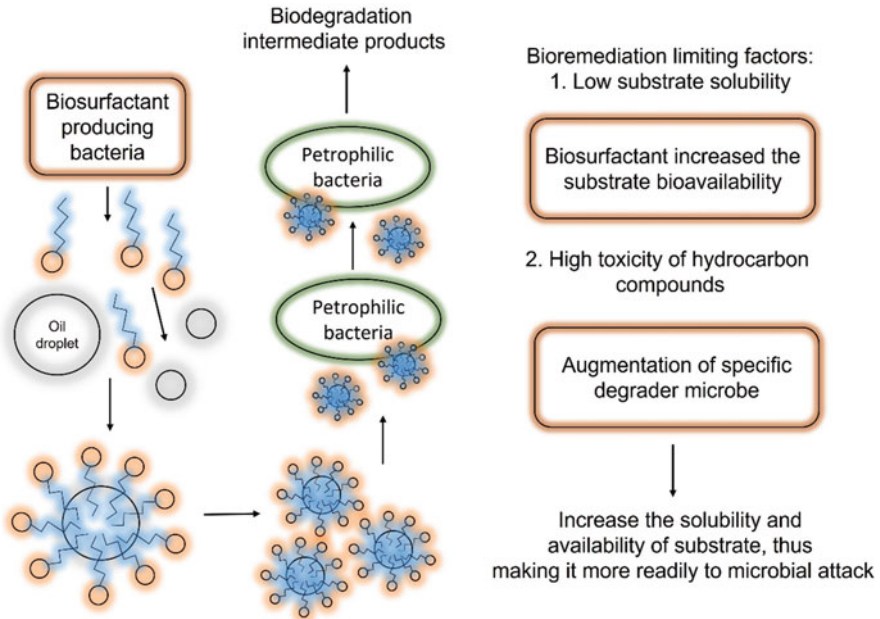 Biodegradation
intermediate products
Biosurfactant
producing
bacteria
Petrophilic
bacteria
Petrophilic
bacteria
Oil
droplet
Bioremediation limiting factors:
1. Low substrate solubility
Biosurfactant increased the
substrate bioavailability
2. High toxicity of hydrocarbon
compounds
Augmentation of specific
degrader microbe
Increase the solubility and
availability of substrate, thus
making it more readily to microbial attack